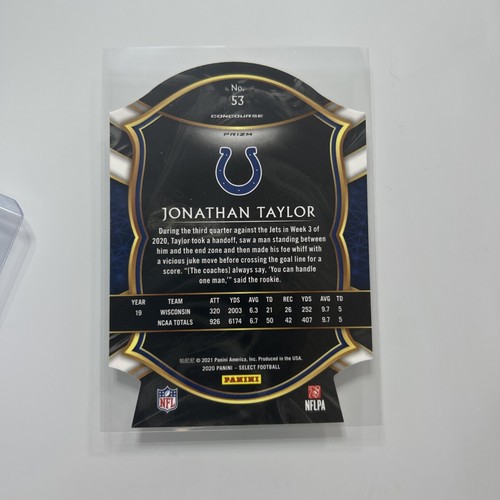 No.
53
CONCOURSE
PRIZM
JONATHAN TAYLOR
During the third quarter against the Jets in Week 3 of
2020, Taylor took a handoff, saw a man standing between
him and the end zone and then made his foe whiff with
a vicious juke move before crossing the goal line for a
score. "(The coaches) always say, 'You can handle
one man,'" said the rookie.
YEAR TEAM ATT YDS AVG TD REC YDS AVG TD
19 WISCONSIN 320 2003 6.3 21 26 252 9.7 5
NCAA TOTALS 926 6174 6.7 50 42 407 9.7 5
© 2021 Panini America, Inc. Produced in the USA.
2020 PANINI - SELECT FOOTBALL
PANINI
NFL
NFLPA